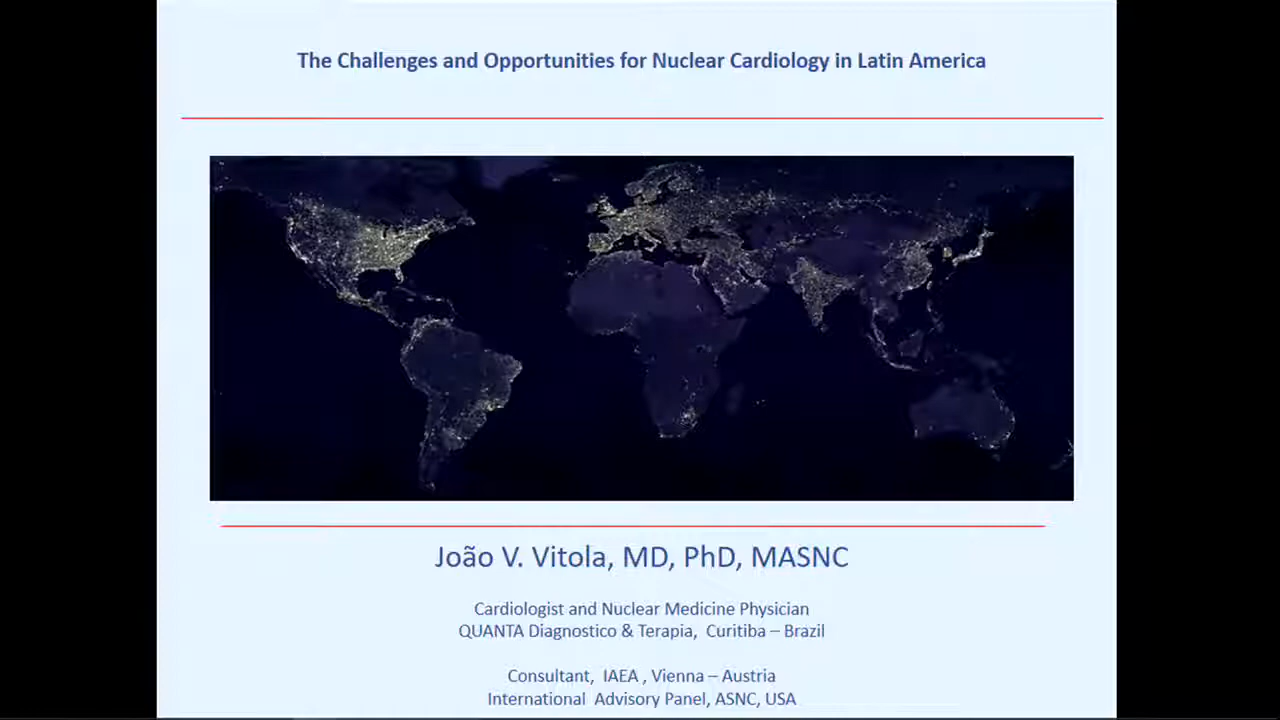 The Challenges and Opportunities for Nuclear Cardiology in Latin America
João V. Vitola, MD, PhD, MASNC
Cardiologist and Nuclear Medicine Physician
QUANTA Diagnostico & Terapia, Curitiba – Brazil
Consultant, IAEA , Vienna – Austria
International Advisory Panel, ASNC, USA